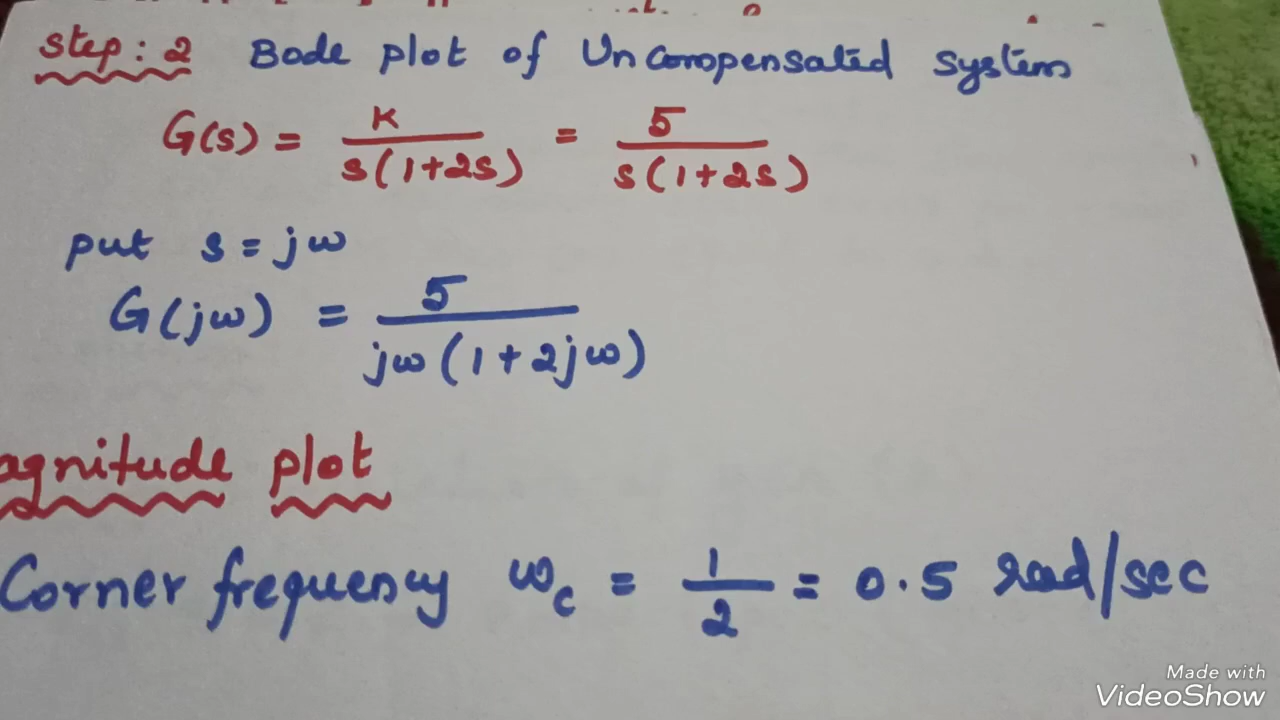 Step : 2 Bode plot of Uncompensated system
G(s) = K / s(1+2s) = 5 / s(1+2s)
put s = jω
G(jω) = 5 / jω(1+2jω)
agnitude plot
Corner frequency ωc = 1/2 = 0.5 rad/sec
Made with
VideoShow